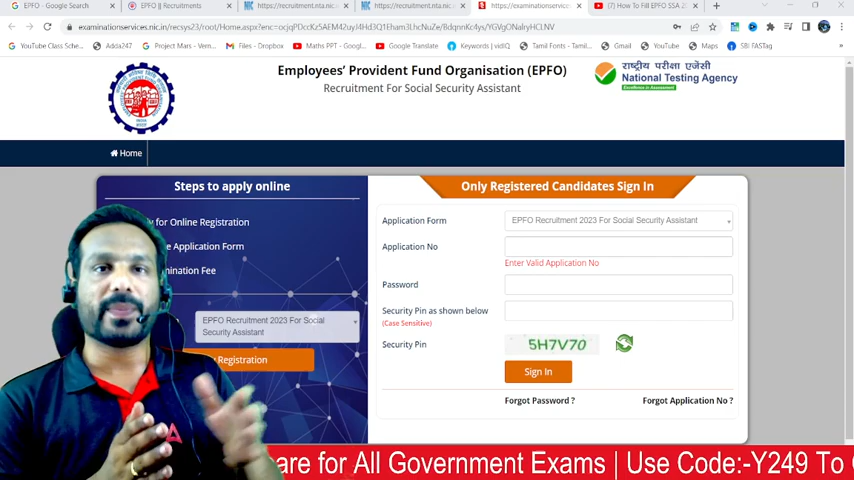 EPFO - Google Search
EPFO || Recruitments
https://recruitment.nta.nic.in
https://recruitment.nta.nic.in
https://examinationservices.nic
(7) How To Fill EPFO SSA 202
examinationservices.nic.in/recsys23/root/Home.aspx?enc=
YouTube Class Sche...
Adda247
Project Mars - Vern...
Files - Dropbox
Maths PPT - Googl...
Google Translate
Keywords | vidIQ
Tamil Fonts - Tamil...
Gmail
YouTube
Maps
SBI FASTag
Employees' Provident Fund Organisation (EPFO)
Recruitment For Social Security Assistant
राष्ट्रीय परीक्षा एजेंसी
National Testing Agency
Excellence in Assessment
Home
Steps to apply online
y for Online Registration
e Application Form
mination Fee
EPFO Recruitment 2023 For Social
Security Assistant
Registration
Only Registered Candidates Sign In
Application Form
EPFO Recruitment 2023 For Social Security Assistant
Application No
Enter Valid Application No
Password
Security Pin as shown below
(Case Sensitive)
Security Pin
5H7V70
Sign In
Forgot Password ?
Forgot Application No ?
are for All Government Exams | Use Code:-Y249 To